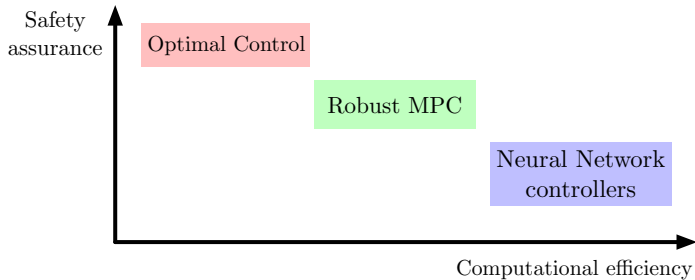 Safety
assurance
Optimal Control
Robust MPC
Neural Network
controllers
Computational efficiency